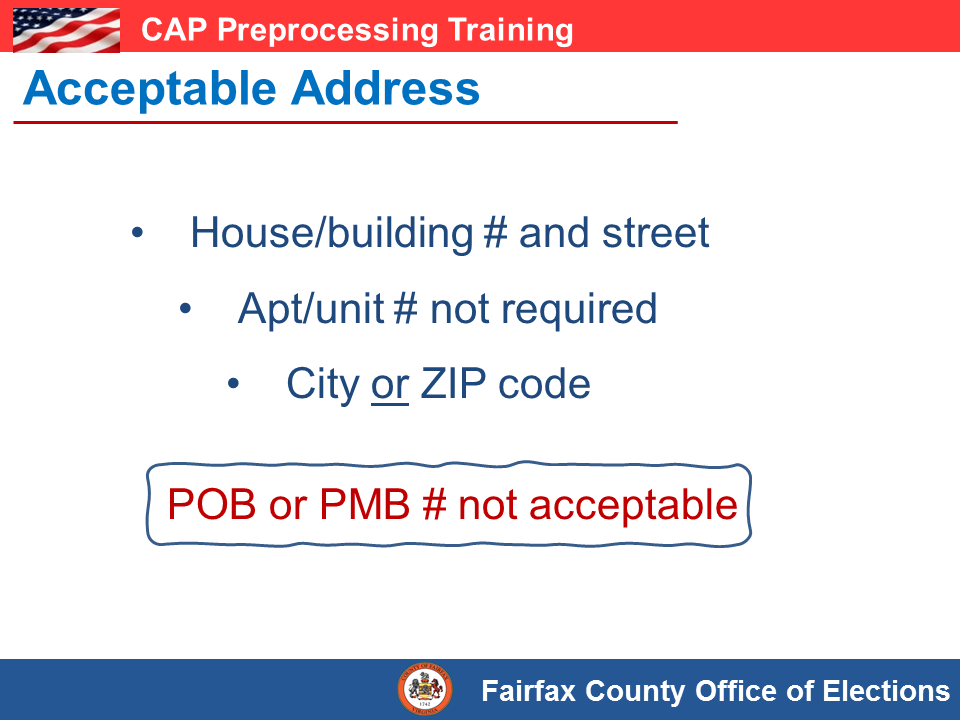 CAP Preprocessing Training
Acceptable Address
• House/building # and street
• Apt/unit # not required
• City or ZIP code
POB or PMB # not acceptable
Fairfax County Office of Elections